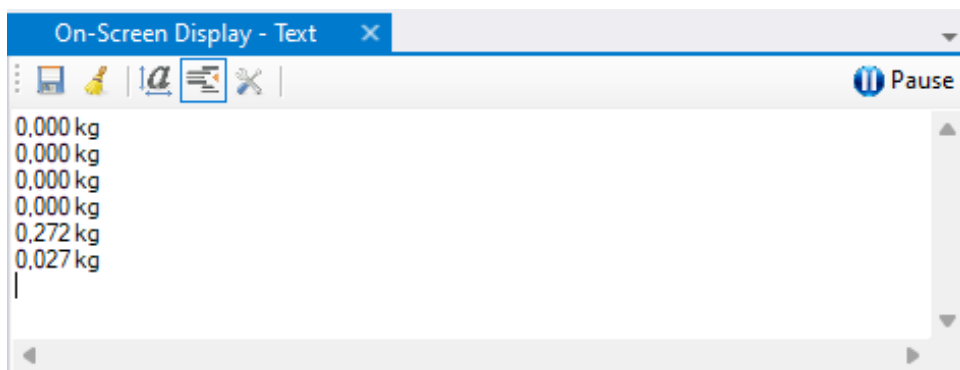 On-Screen Display - Text
Pause
0,000 kg
0,000 kg
0,000 kg
0,000 kg
0,272 kg
0,027 kg